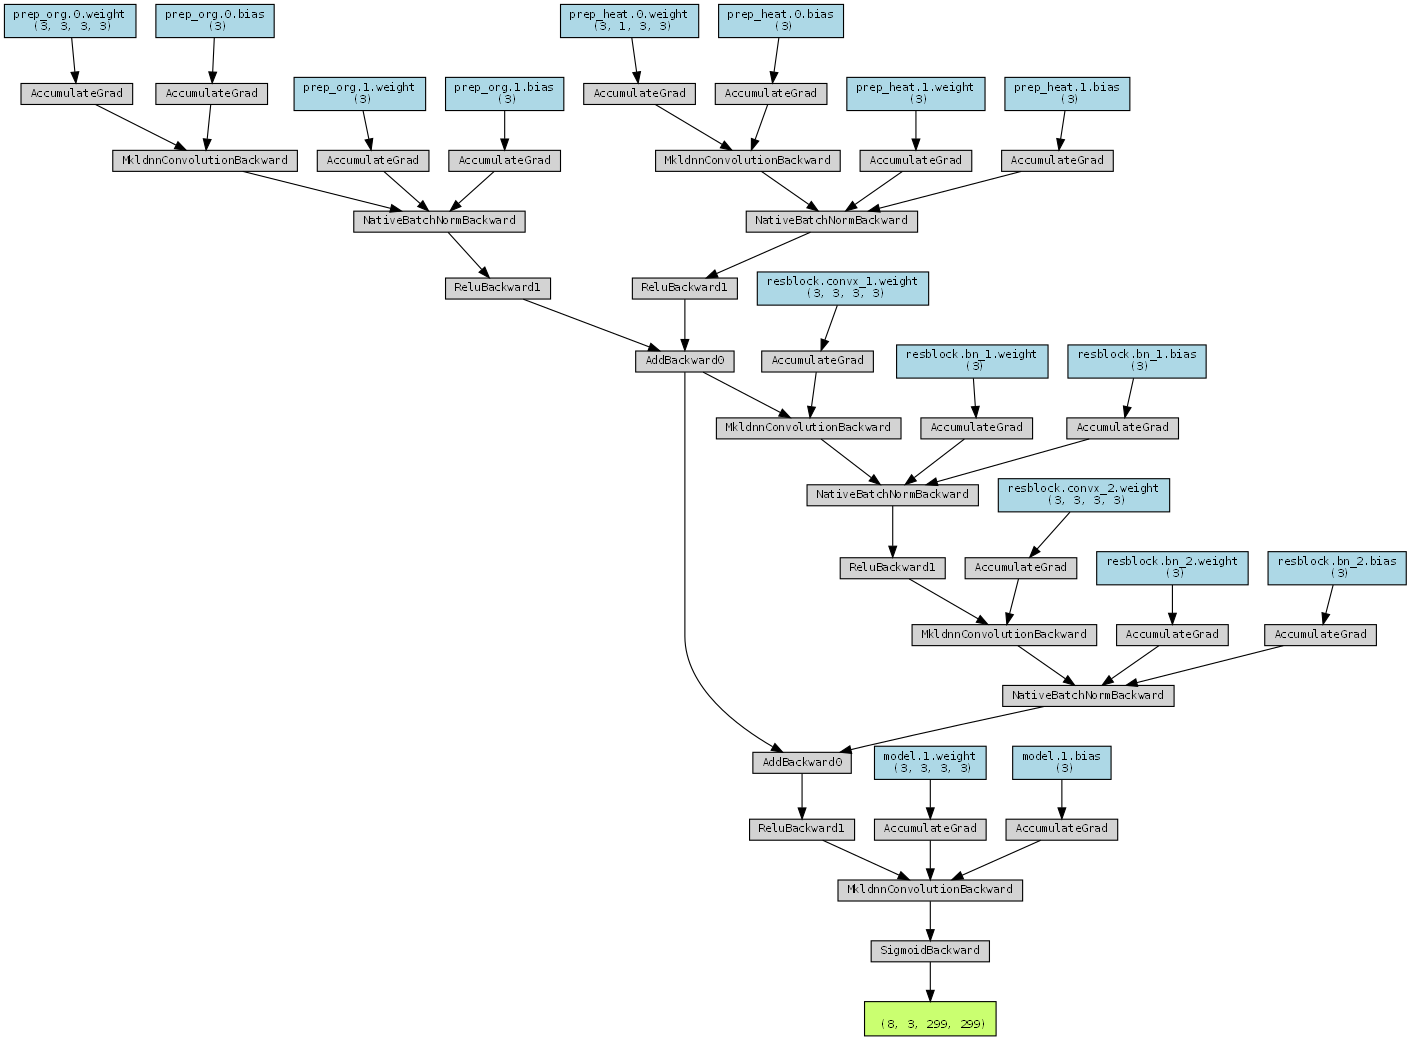 prep_org.0.weight
(3, 3, 3, 3)
prep_org.0.bias
(3)
prep_heat.0.weight
(3, 1, 3, 3)
prep_heat.0.bias
(3)
AccumulateGrad
AccumulateGrad
prep_org.1.weight
(3)
prep_org.1.bias
(3)
AccumulateGrad
AccumulateGrad
prep_heat.1.weight
(3)
prep_heat.1.bias
(3)
MkldnnConvolutionBackward
AccumulateGrad
AccumulateGrad
MkldnnConvolutionBackward
AccumulateGrad
AccumulateGrad
NativeBatchNormBackward
NativeBatchNormBackward
ReluBackward1
ReluBackward1
resblock.convx_1.weight
(3, 3, 3, 3)
AddBackward0
AccumulateGrad
resblock.bn_1.weight
(3)
resblock.bn_1.bias
(3)
MkldnnConvolutionBackward
AccumulateGrad
AccumulateGrad
NativeBatchNormBackward
resblock.convx_2.weight
(3, 3, 3, 3)
ReluBackward1
AccumulateGrad
resblock.bn_2.weight
(3)
resblock.bn_2.bias
(3)
MkldnnConvolutionBackward
AccumulateGrad
AccumulateGrad
NativeBatchNormBackward
AddBackward0
model.1.weight
(3, 3, 3, 3)
model.1.bias
(3)
ReluBackward1
AccumulateGrad
AccumulateGrad
MkldnnConvolutionBackward
SigmoidBackward
(8, 3, 299, 299)